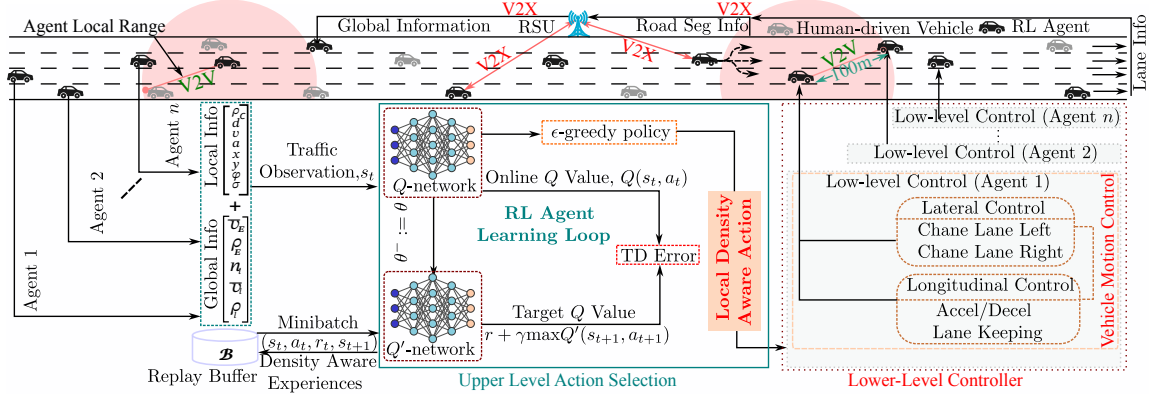 V2X
V2X
Agent Local Range
Global Information
RSU
Road Seg Info
Human-driven Vehicle
RL Agent
Lane Info
V2X
V2X
V2V
V2V
100m
Agent n
Agent 2
Agent 1
Local Info
Global Info
+
Traffic
Observation,s_t
Q-network
ϵ-greedy policy
Online Q Value, Q(s_t, a_t)
θ⁻ := θ
RL Agent
Learning Loop
TD Error
Target Q Value
r + γmaxQ'(s_{t+1}, a_{t+1})
Q'-network
Minibatch
(s_t, a_t, r_t, s_{t+1})
Density Aware
Experiences
B
Replay Buffer
Upper Level Action Selection
Local Density
Aware Action
Low-level Control (Agent n)
Low-level Control (Agent 2)
Low-level Control (Agent 1)
Lateral Control
Chane Lane Left
Chane Lane Right
Longitudinal Control
Accel/Decel
Lane Keeping
Vehicle Motion Control
Lower-Level Controller